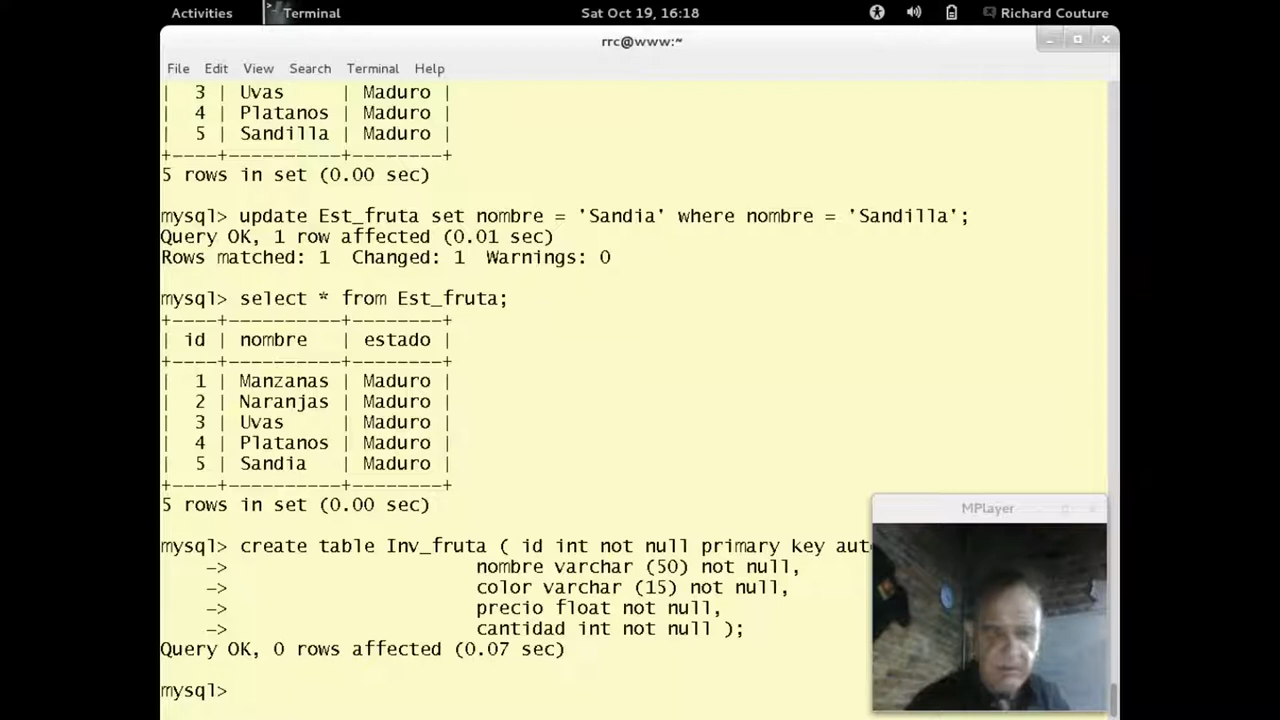 Activities Terminal Sat Oct 19, 16:18 Richard Couture
rrc@www:~
File Edit View Search Terminal Help
| 3 | Uvas | Maduro |
| 4 | Platanos | Maduro |
| 5 | Sandilla | Maduro |
+----+----------+--------+
5 rows in set (0.00 sec)
mysql> update Est_fruta set nombre = 'Sandia' where nombre = 'Sandilla';
Query OK, 1 row affected (0.01 sec)
Rows matched: 1 Changed: 1 Warnings: 0
mysql> select * from Est_fruta;
+----+----------+--------+
| id | nombre | estado |
+----+----------+--------+
| 1 | Manzanas | Maduro |
| 2 | Naranjas | Maduro |
| 3 | Uvas | Maduro |
| 4 | Platanos | Maduro |
| 5 | Sandia | Maduro |
+----+----------+--------+
5 rows in set (0.00 sec)
MPlayer
mysql> create table Inv_fruta ( id int not null primary key aut
-> nombre varchar (50) not null,
-> color varchar (15) not null,
-> precio float not null,
-> cantidad int not null );
Query OK, 0 rows affected (0.07 sec)
mysql>